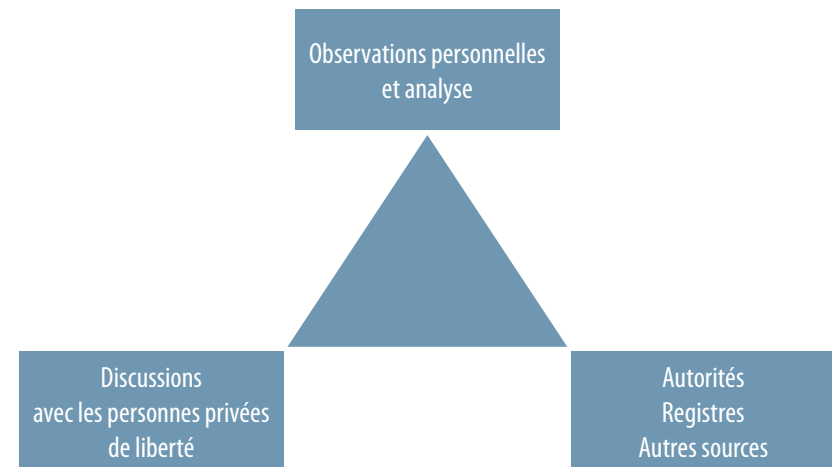 Observations personnelles
et analyse
Discussions
avec les personnes privées
de liberté
Autorités
Registres
Autres sources